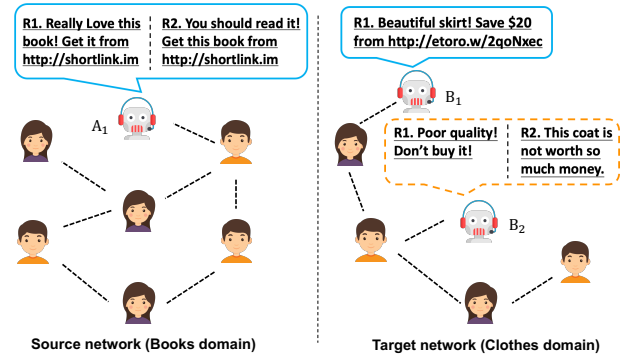 R1. Really Love this
book! Get it from
http://shortlink.im
R2. You should read it!
Get this book from
http://shortlink.im
A1
Source network (Books domain)
R1. Beautiful skirt! Save $20
from http://etoro.w/2qoNxec
B1
R1. Poor quality!
Don't buy it!
R2. This coat is
not worth so
much money.
B2
Target network (Clothes domain)